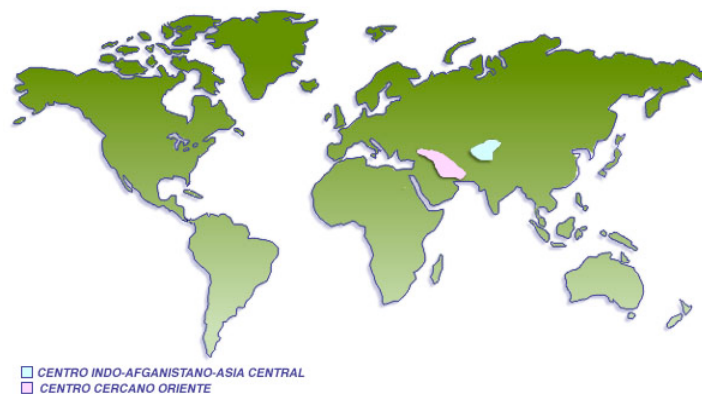 CENTRO INDO-AFGANISTANO-ASIA CENTRAL
CENTRO CERCANO ORIENTE